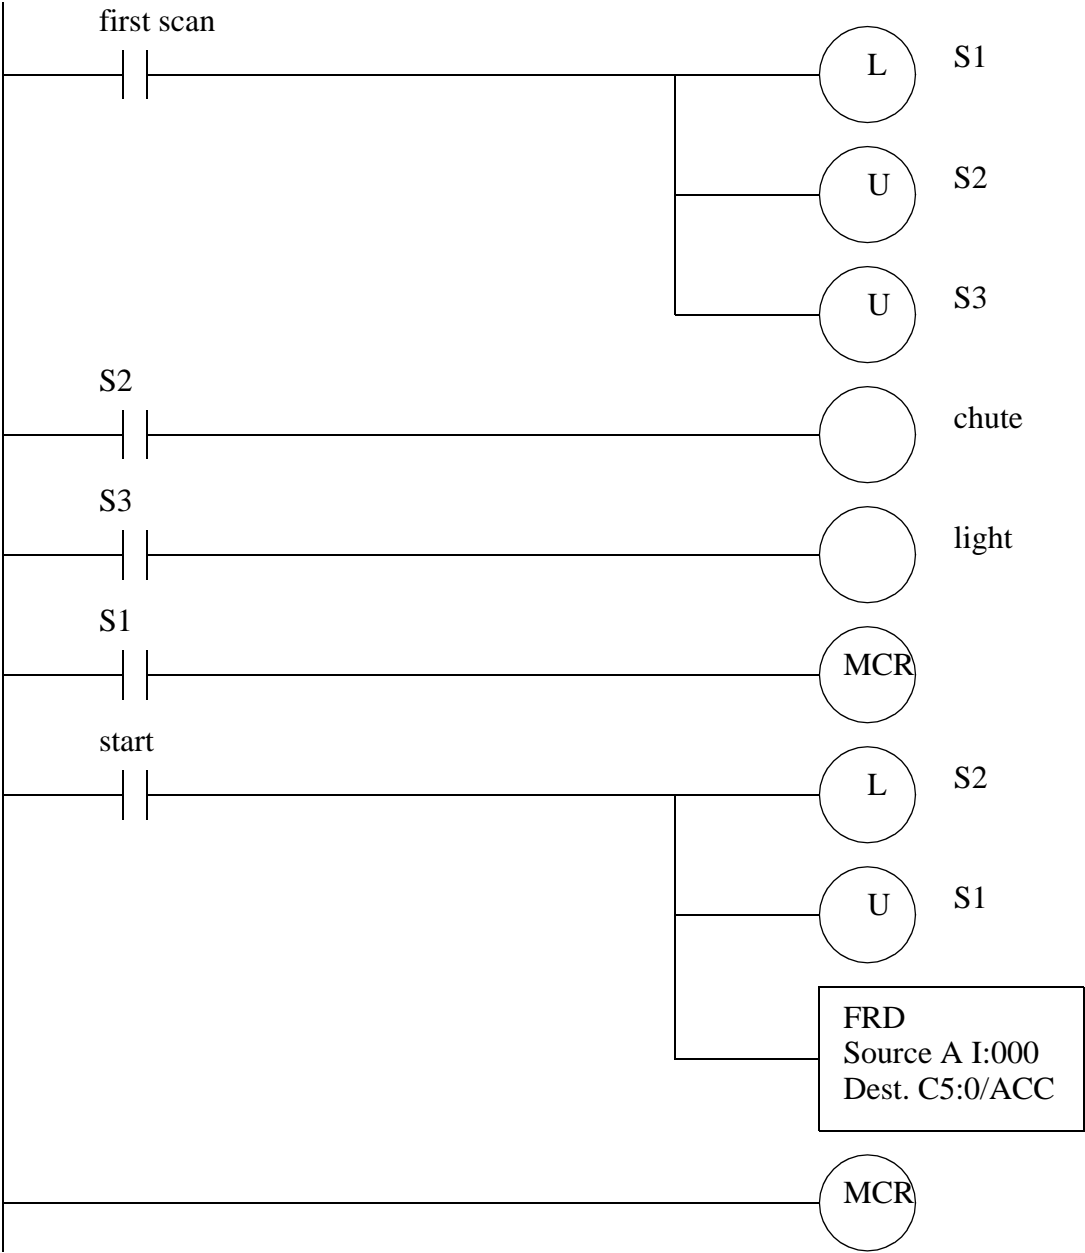 first scan
L S1
U S2
U S3
S2
chute
S3
light
S1
MCR
start
L S2
U S1
FRD
Source A I:000
Dest. C5:0/ACC
MCR